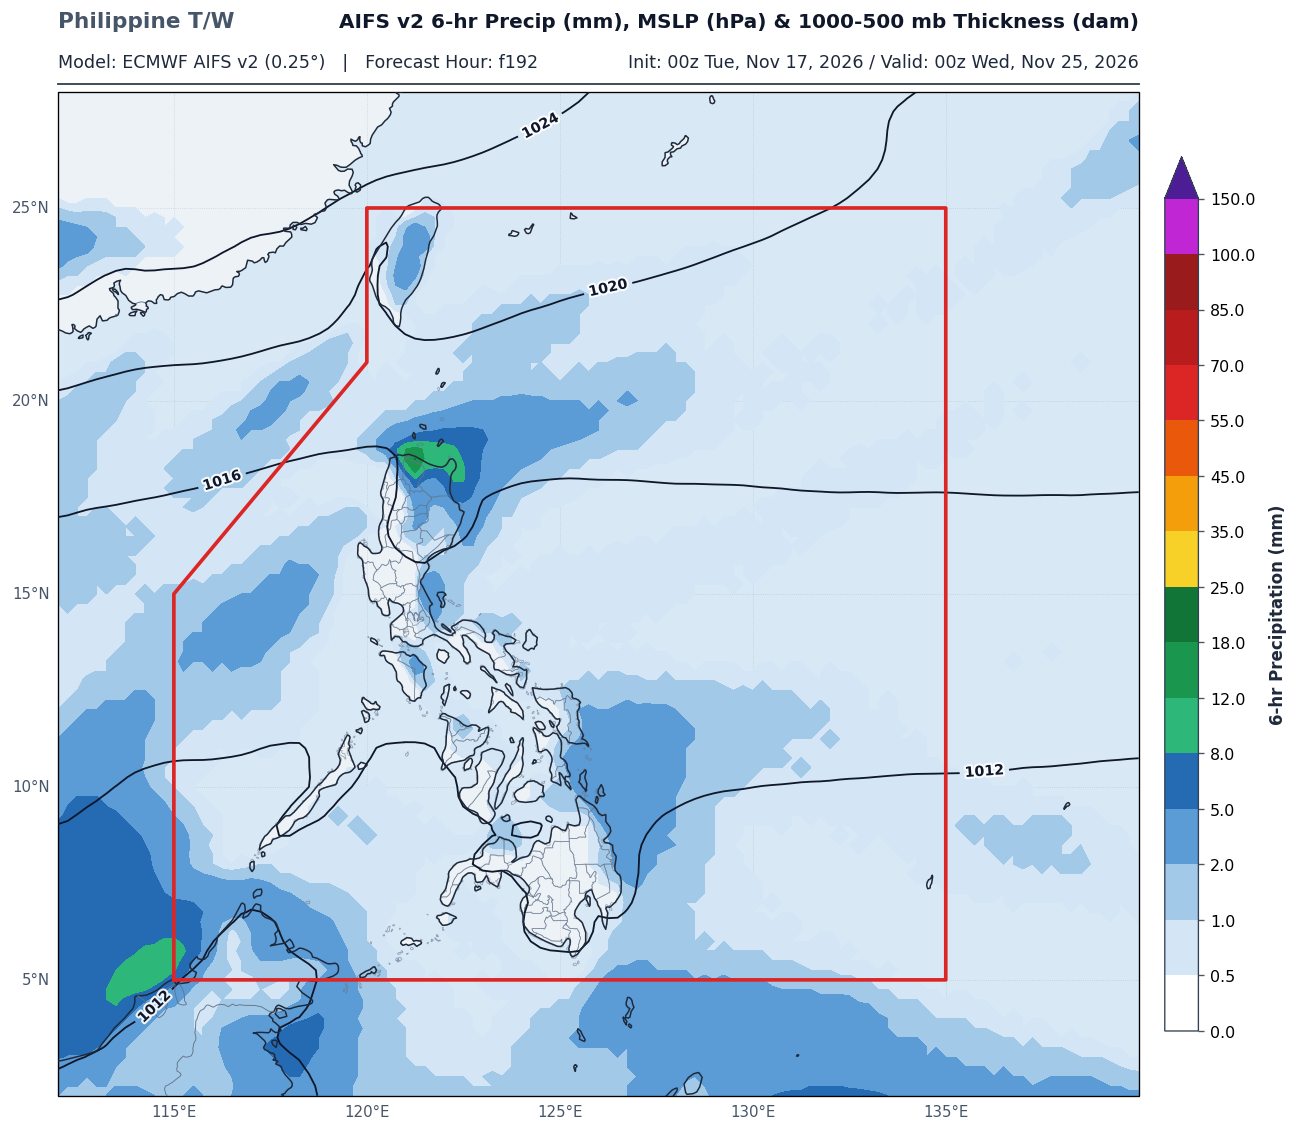 Philippine T/W
AIFS v2 6-hr Precip (mm), MSLP (hPa) & 1000-500 mb Thickness (dam)
Model: ECMWF AIFS v2 (0.25°)   |   Forecast Hour: f192
Init: 00z Tue, Nov 17, 2026 / Valid: 00z Wed, Nov 25, 2026
1024
1020
1016
1012
1012
25°N
20°N
15°N
10°N
5°N
115°E
120°E
125°E
130°E
135°E
150.0
100.0
85.0
70.0
55.0
45.0
35.0
25.0
18.0
12.0
8.0
5.0
2.0
1.0
0.5
0.0
6-hr Precipitation (mm)